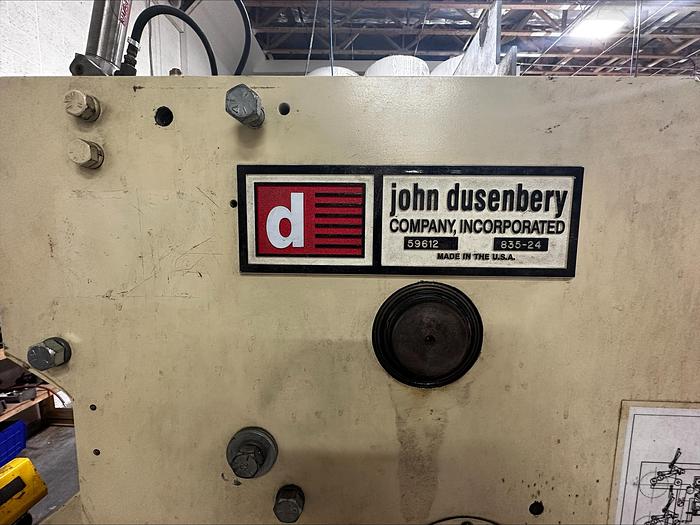 d
john dusenbery
COMPANY, INCORPORATED
59612 835-24
MADE IN THE U.S.A.